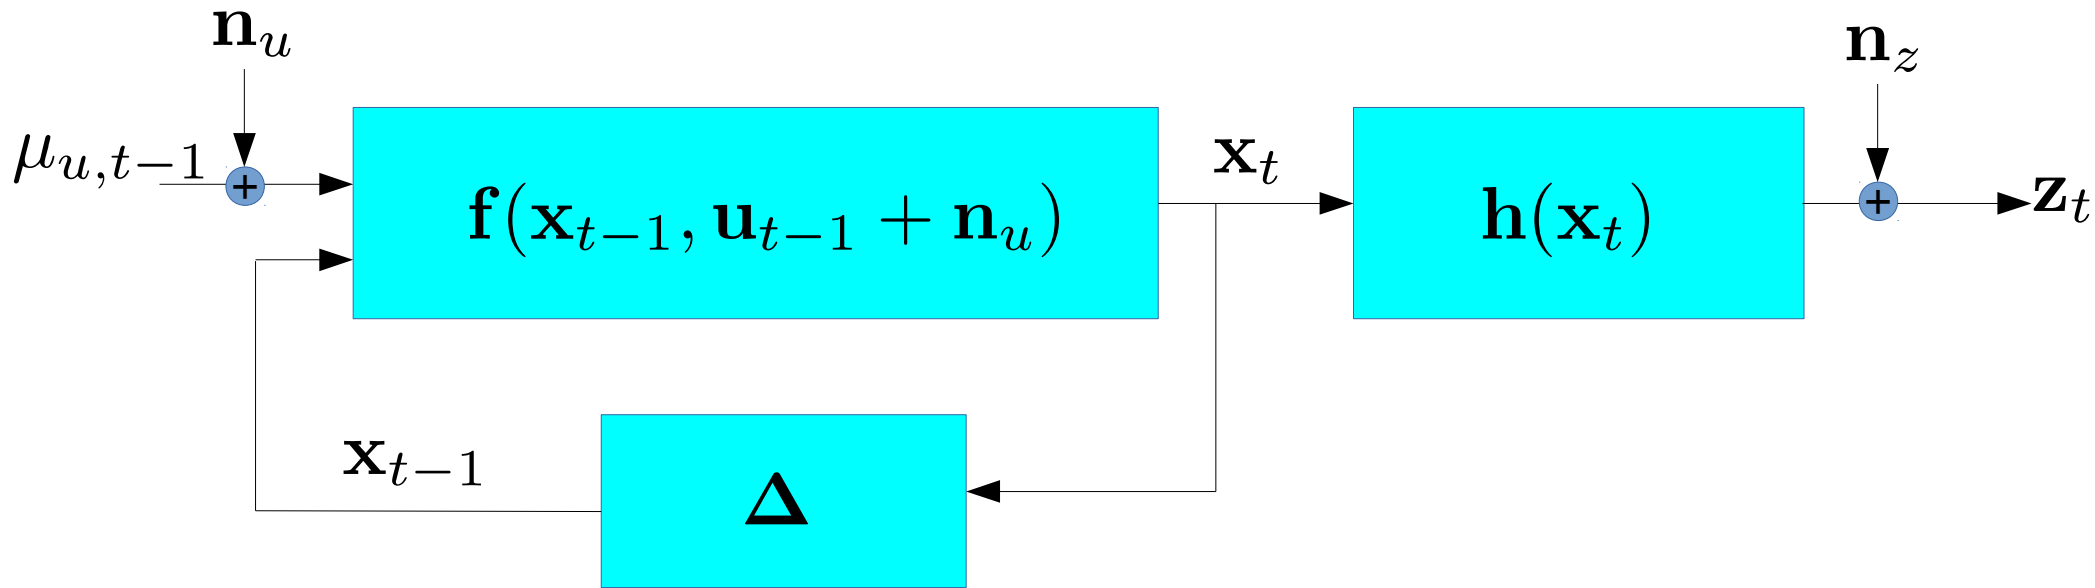 n_u
n_z
μ_{u,t−1}
+
f(x_{t−1}, u_{t−1} + n_u)
x_t
h(x_t)
+
z_t
x_{t−1}
Δ